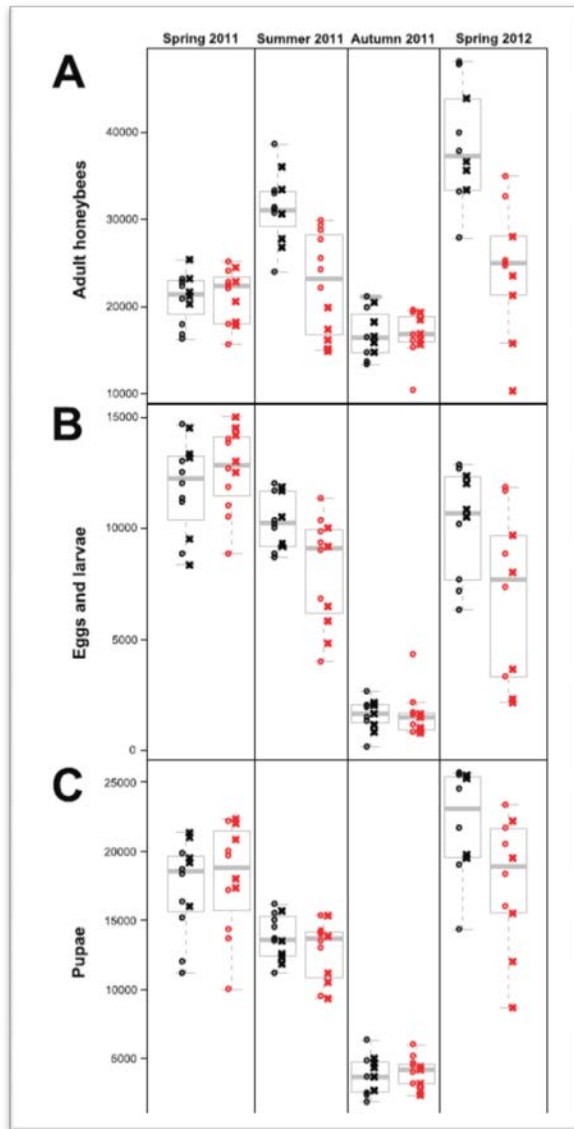 Spring 2011 Summer 2011 Autumn 2011 Spring 2012
A
Adult honeybees
40000
30000
20000
10000
B
Eggs and larvae
15000
10000
5000
0
C
Pupae
25000
20000
15000
10000
5000